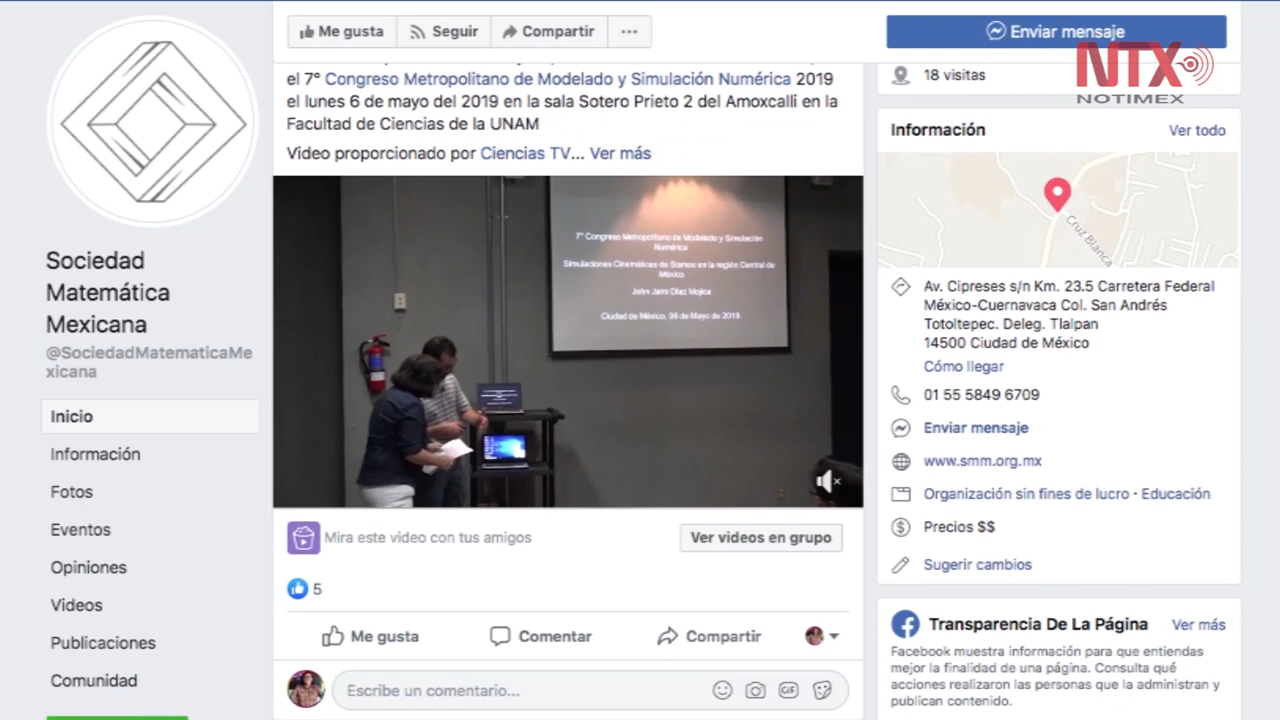 Me gusta
Seguir
Compartir
Enviar mensaje
NTX
NOTIMEX
Sociedad
Matemática
Mexicana
@SociedadMatematicaMe
xicana
Inicio
Información
Fotos
Eventos
Opiniones
Videos
Publicaciones
Comunidad
el 7° Congreso Metropolitano de Modelado y Simulación Numérica 2019
el lunes 6 de mayo del 2019 en la sala Sotero Prieto 2 del Amoxcalli en la
Facultad de Ciencias de la UNAM
Video proporcionado por Ciencias TV... Ver más
7° Congreso Metropolitano de Modelado y Simulación
Numérica
Simulaciones Cinemáticas de Sismos en la región Central de
México
John Jairo Díaz Mojica
Ciudad de México, 06 de Mayo de 2019.
Mira este video con tus amigos
Ver videos en grupo
5
Me gusta
Comentar
Compartir
Escribe un comentario...
GIF
18 visitas
Información
Ver todo
Cruz Blanca
Av. Cipreses s/n Km. 23.5 Carretera Federal
México-Cuernavaca Col. San Andrés
Totoltepec. Deleg. Tlalpan
14500 Ciudad de México
Cómo llegar
01 55 5849 6709
Enviar mensaje
www.smm.org.mx
Organización sin fines de lucro · Educación
Precios $$
Sugerir cambios
Transparencia De La Página
Ver más
Facebook muestra información para que entiendas
mejor la finalidad de una página. Consulta qué
acciones realizaron las personas que la administran y
publican contenido.